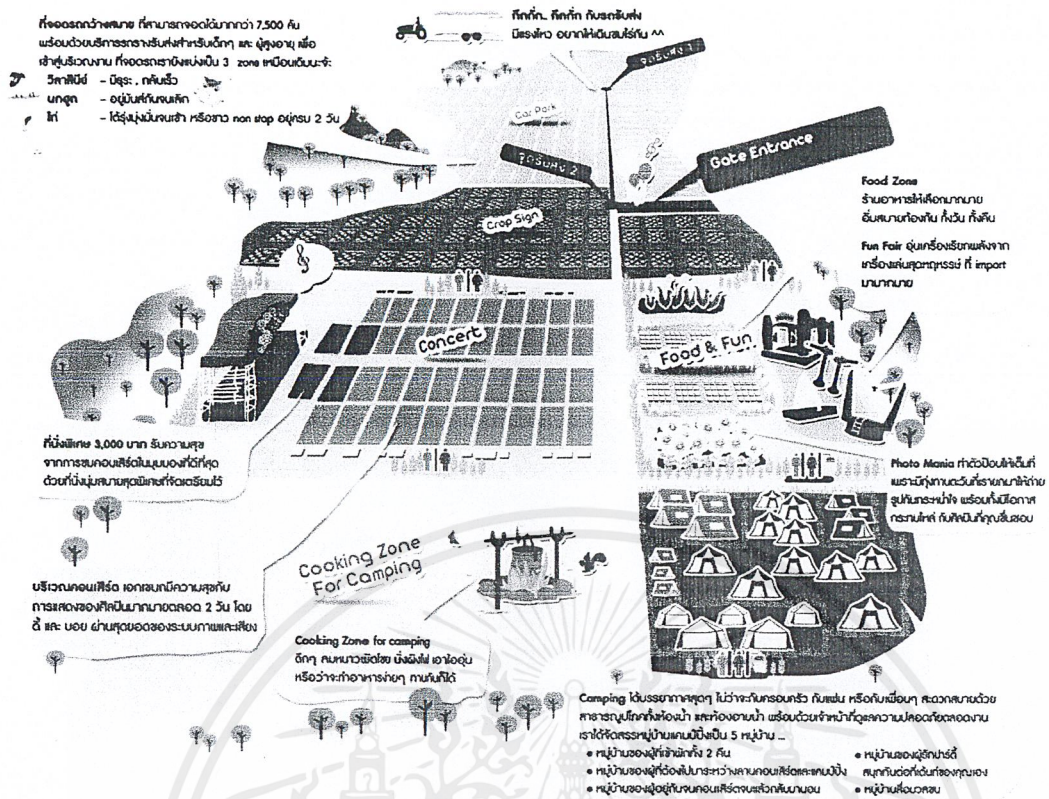 ที่จอดรถกว้างสบาย ที่สามารถจอดได้มากกว่า 7,500 คัน
พร้อมด้วยบริการรถรางรับส่งสำหรับเด็กๆ และ ผู้สูงอายุ เพื่อ
เข้าสู่บริเวณงาน ที่จอดรถเรายังแบ่งเป็น 3 zone เหมือนเดิมนะจ้ะ
วิลาสินีย์ - มีธุระ , กลับเร็ว
นกฮูก - อยู่มันส์กันจนเลิก
ไก่ - โต้รุ่งมุ่งมั่นจนเช้า หรือชาว non stop อยู่ครบ 2 วัน
กึกกั่ก.. กึกกั่ก กับรถรับส่ง
มีแรงไหว อยากให้เดินชมไร่กัน ^^
จุดรับส่ง 1
Car Park
จุดรับส่ง 2
Gate Entrance
Crop Sign
Food Zone
ร้านอาหารให้เลือกมากมาย
อิ่มสบายท้องกัน ทั้งวัน ทั้งคืน
Fun Fair อุ่นเครื่องเรียกพลังจาก
เครื่องเล่นสุดหฤหรรษ์ ที่ import
มามากมาย
Concert
Food & Fun
ที่นั่งพิเศษ 3,000 บาท รับความสุข
จากการชมคอนเสิร์ตในมุมมองที่ดีที่สุด
ด้วยที่นั่งนุ่มสบายสุดพิเศษที่จัดเตรียมไว้
Photo Mania ทำตัวป๊อบให้เต็มที่
เพราะมีทุ่งทานตะวันที่รายกมาให้ถ่าย
รูปกันกระหน่ำใจ พร้อมทั้งมีโอกาส
กระทบไหล่ กับศิลปินที่คุณชื่นชอบ
Cooking Zone
For Camping
บริเวณคอนเสิร์ต เอกเขนกมีความสุขกับ
การแสดงของศิลปินมากมายตลอด 2 วัน โดย
ดี้ และ บอย ผ่านสุดยอดของระบบภาพและเสียง
Cooking Zone for camping
ดึกๆ ลมหนาวพัดโชย นั่งผิงไฟ เอาไออุ่น
หรือว่าจะทำอาหารง่ายๆ ทานกันก็ได้
Camping ได้บรรยากาศสุดๆ ไม่ว่าจะกับครอบครัว กับแฟน หรือกับเพื่อนๆ สะดวกสบายด้วย
สาธารณูปโภคทั้งห้องน้ำ และห้องอาบน้ำ พร้อมด้วยเจ้าหน้าที่ดูแลความปลอดภัยตลอดงาน
เราได้จัดสรรหมู่บ้านแคมป์ปิ้งเป็น 5 หมู่บ้าน ...
• หมู่บ้านของผู้ที่เข้าพักทั้ง 2 คืน
• หมู่บ้านของผู้ที่ต้องไปมาระหว่างลานคอนเสิร์ตและแคมป์ปิ้ง
• หมู่บ้านของผู้อยู่กันจนคอนเสิร์ตจบแล้วกลับมานอน
• หมู่บ้านของผู้รักปาร์ตี้
สนุกกันต่อที่เต้นท์ของคุณเอง
• หมู่บ้านสื่อมวลชน